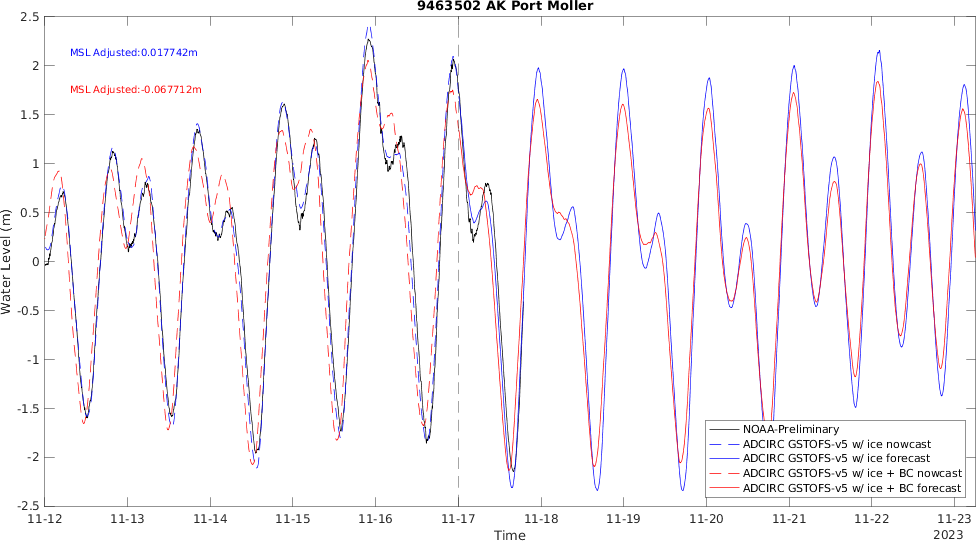 9463502 AK Port Moller
MSL Adjusted:0.017742m
MSL Adjusted:-0.067712m
Water Level (m)
2.5
2
1.5
1
0.5
0
-0.5
-1
-1.5
-2
-2.5
NOAA-Preliminary
ADCIRC GSTOFS-v5 w/ ice nowcast
ADCIRC GSTOFS-v5 w/ ice forecast
ADCIRC GSTOFS-v5 w/ ice + BC nowcast
ADCIRC GSTOFS-v5 w/ ice + BC forecast
11-12 11-13 11-14 11-15 11-16 11-17 11-18 11-19 11-20 11-21 11-22 11-23
Time
2023